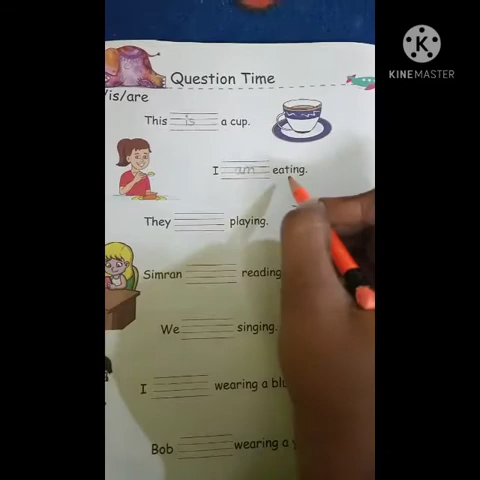 KINEMASTER
Question Time
/is/are
This is a cup.
I am eating.
They playing.
Simran reading
We singing.
I wearing a
Bob wearing a